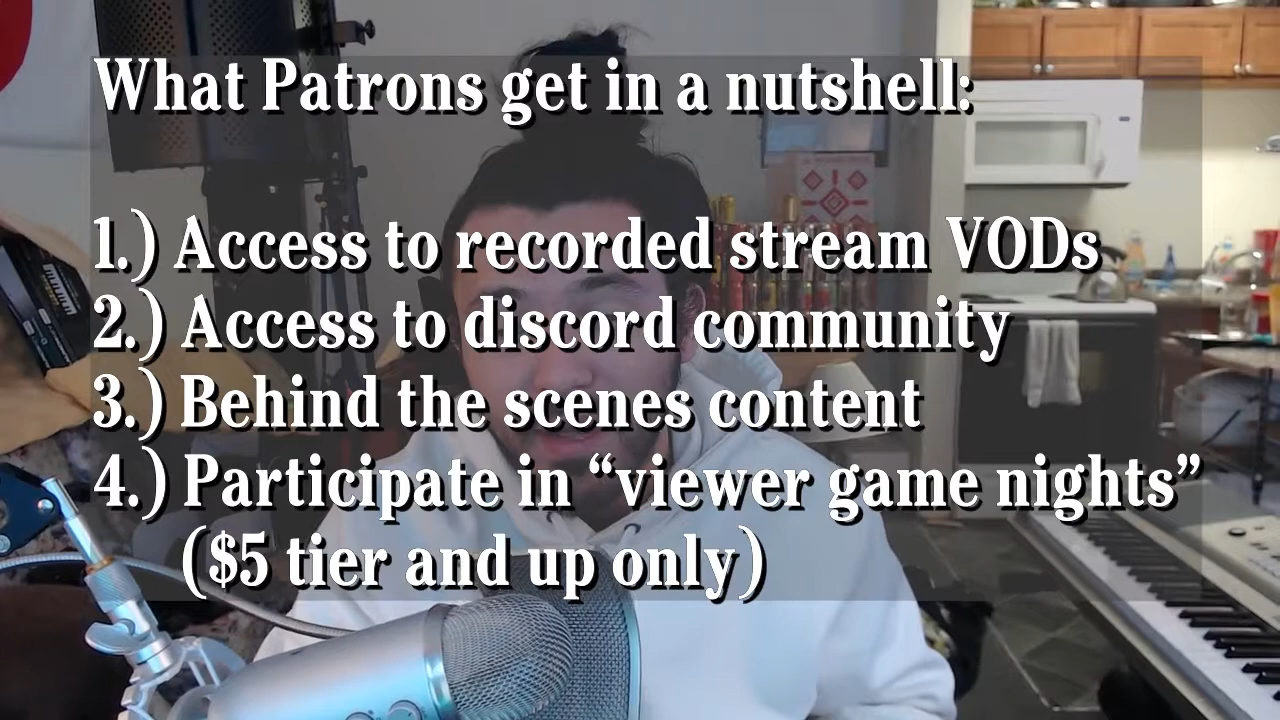 What Patrons get in a nutshell:
1.) Access to recorded stream VODs
2.) Access to discord community
3.) Behind the scenes content
4.) Participate in “viewer game nights”
($5 tier and up only)